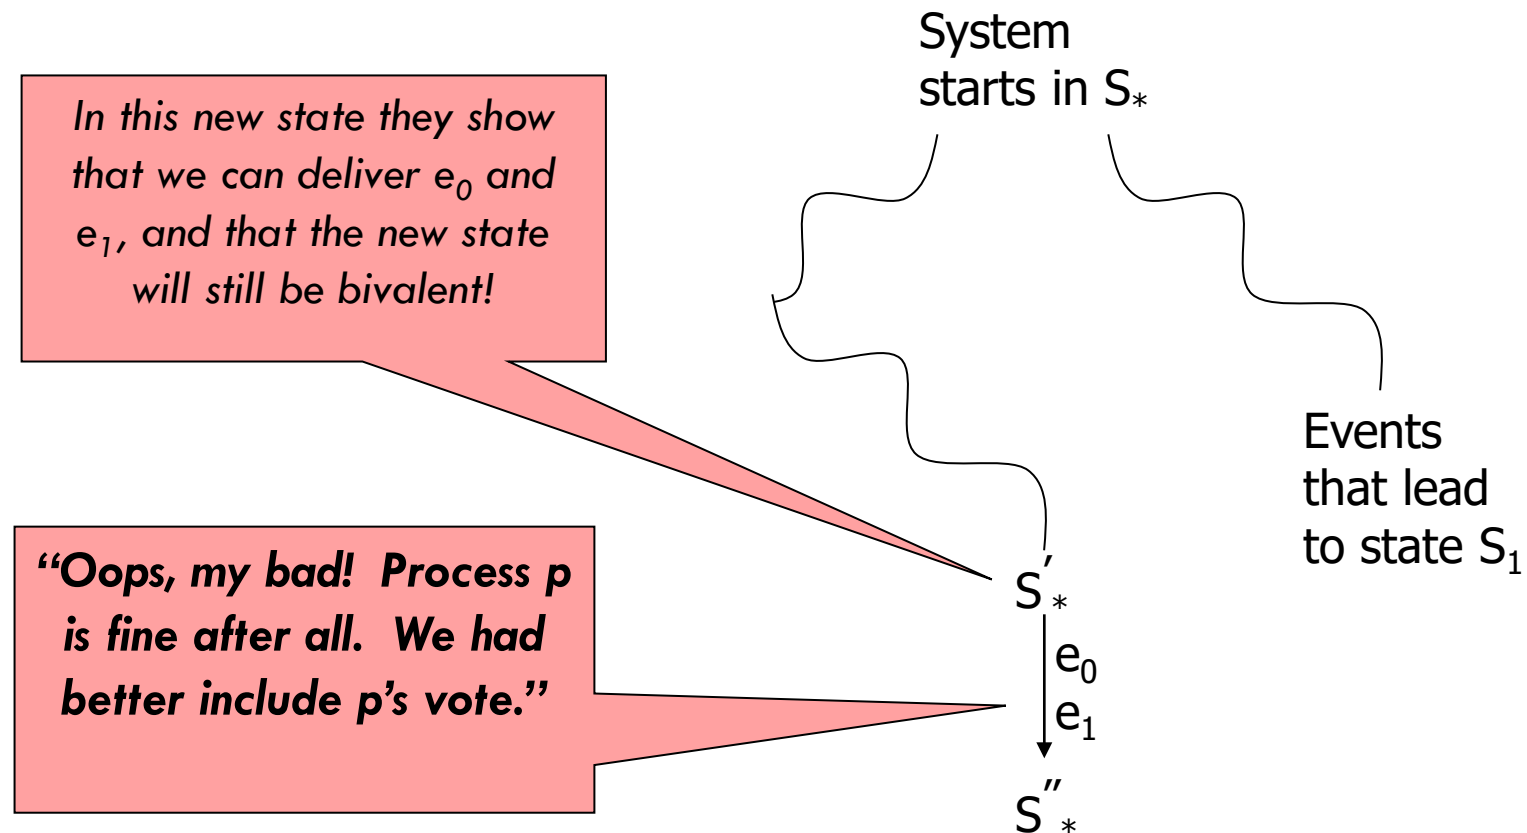 System
starts in S*
In this new state they show
that we can deliver e0 and
e1, and that the new state
will still be bivalent!
Events
that lead
to state S1
“Oops, my bad!  Process p
is fine after all.  We had
better include p’s vote.”
S'*
e0
e1
S''*